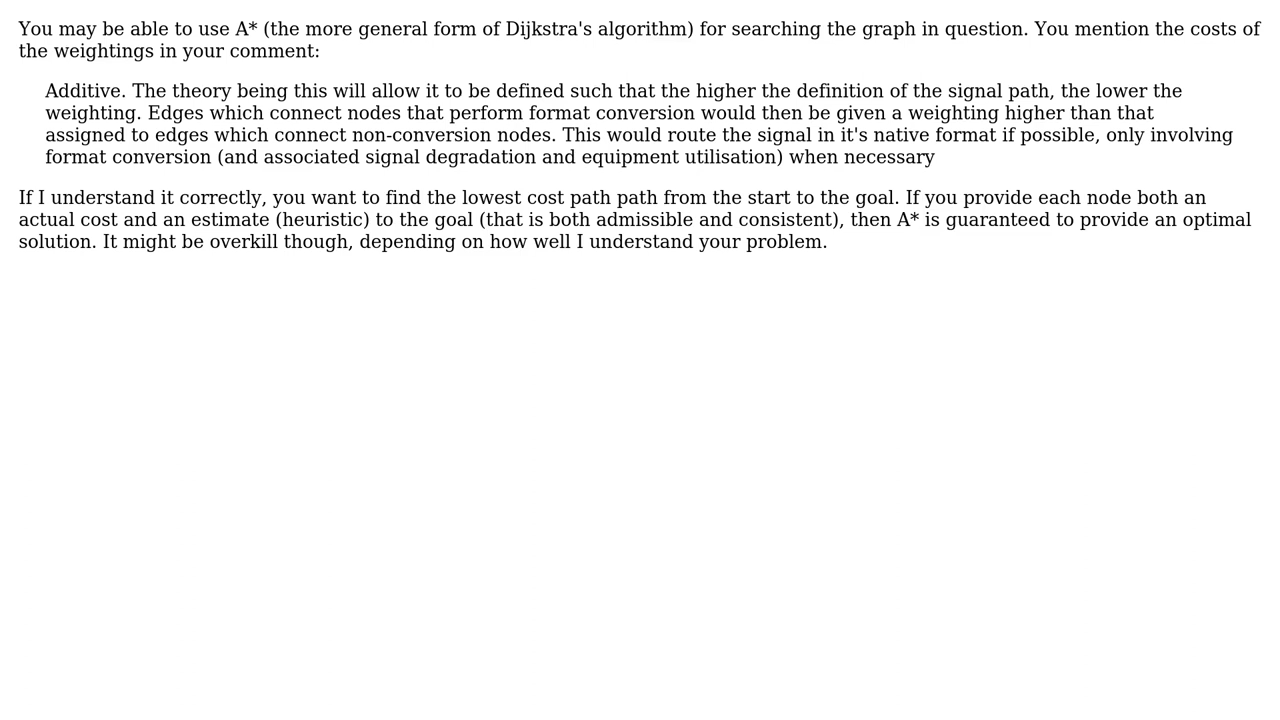 You may be able to use A* (the more general form of Dijkstra's algorithm) for searching the graph in question. You mention the costs of
the weightings in your comment:
Additive. The theory being this will allow it to be defined such that the higher the definition of the signal path, the lower the
weighting. Edges which connect nodes that perform format conversion would then be given a weighting higher than that
assigned to edges which connect non-conversion nodes. This would route the signal in it's native format if possible, only involving
format conversion (and associated signal degradation and equipment utilisation) when necessary
If I understand it correctly, you want to find the lowest cost path path from the start to the goal. If you provide each node both an
actual cost and an estimate (heuristic) to the goal (that is both admissible and consistent), then A* is guaranteed to provide an optimal
solution. It might be overkill though, depending on how well I understand your problem.